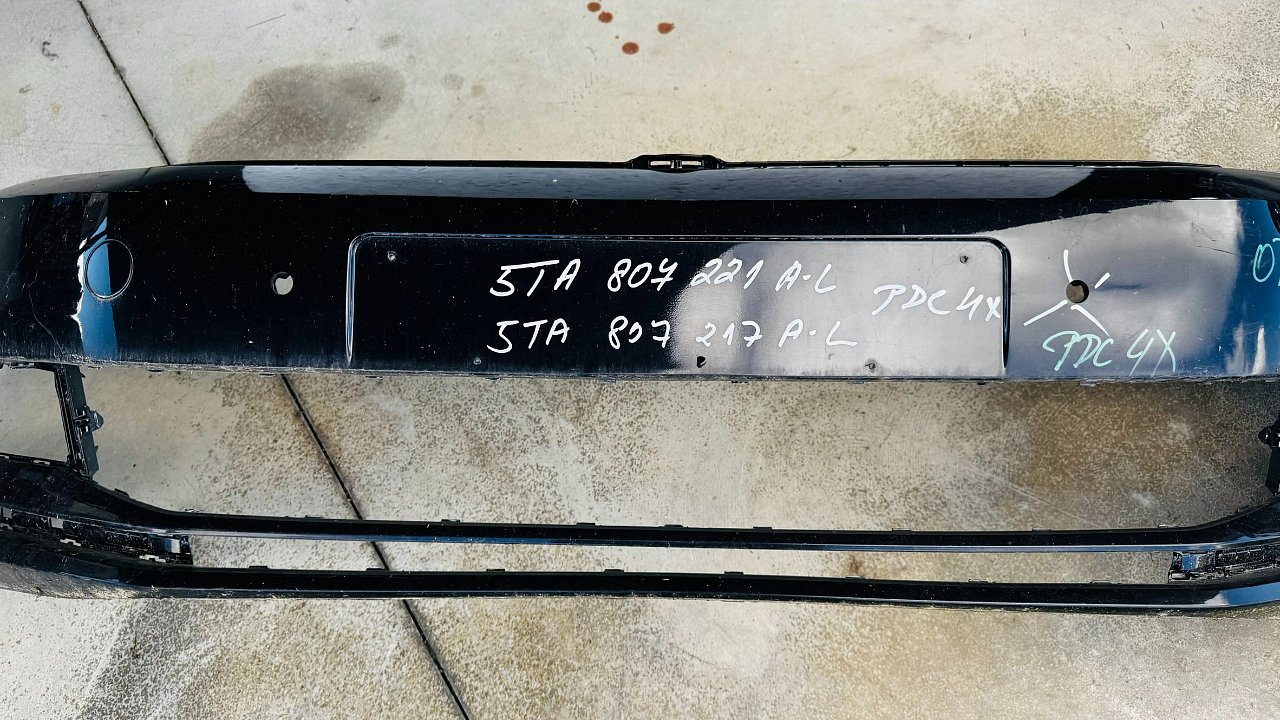 5TA 807 221 A-L
PDC 4X
5TA 807 217 A-L
PDC 4X